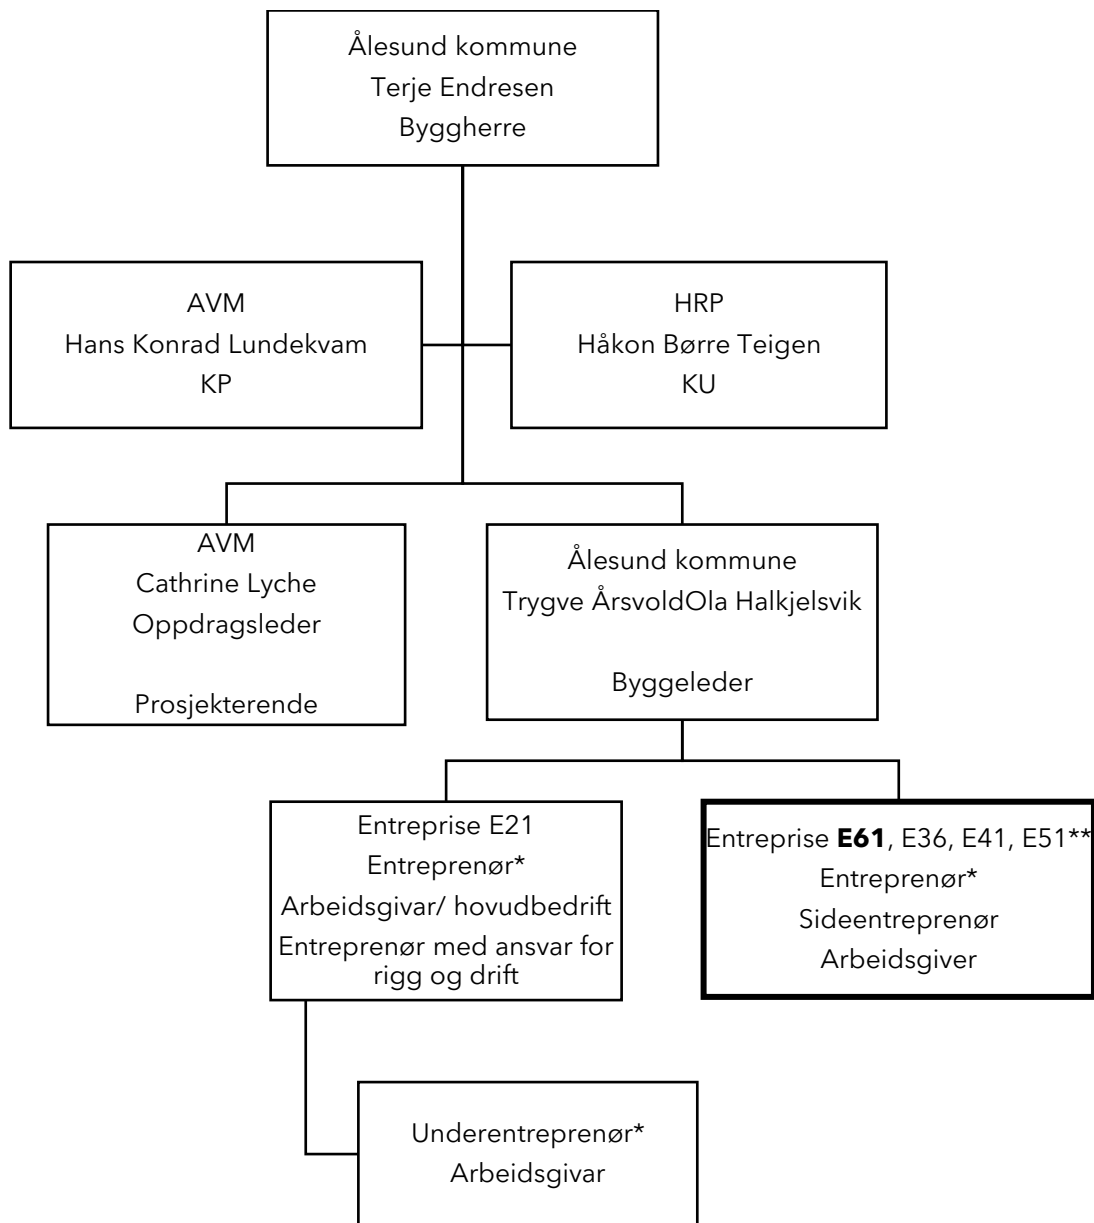 Ålesund kommune
Terje Endresen
Byggherre
AVM
Hans Konrad Lundekvam
KP
HRP
Håkon Børre Teigen
KU
AVM
Cathrine Lyche
Oppdragsleder
Prosjekterende
Ålesund kommune
Trygve ÅrsvoldOla Halkjelsvik
Byggeleder
Entreprise E21
Entreprenør*
Arbeidsgivar/ hovudbedrift
Entreprenør med ansvar for
rigg og drift
Entreprise E61, E36, E41, E51**
Entreprenør*
Sideentreprenør
Arbeidsgiver
Underentreprenør*
Arbeidsgivar